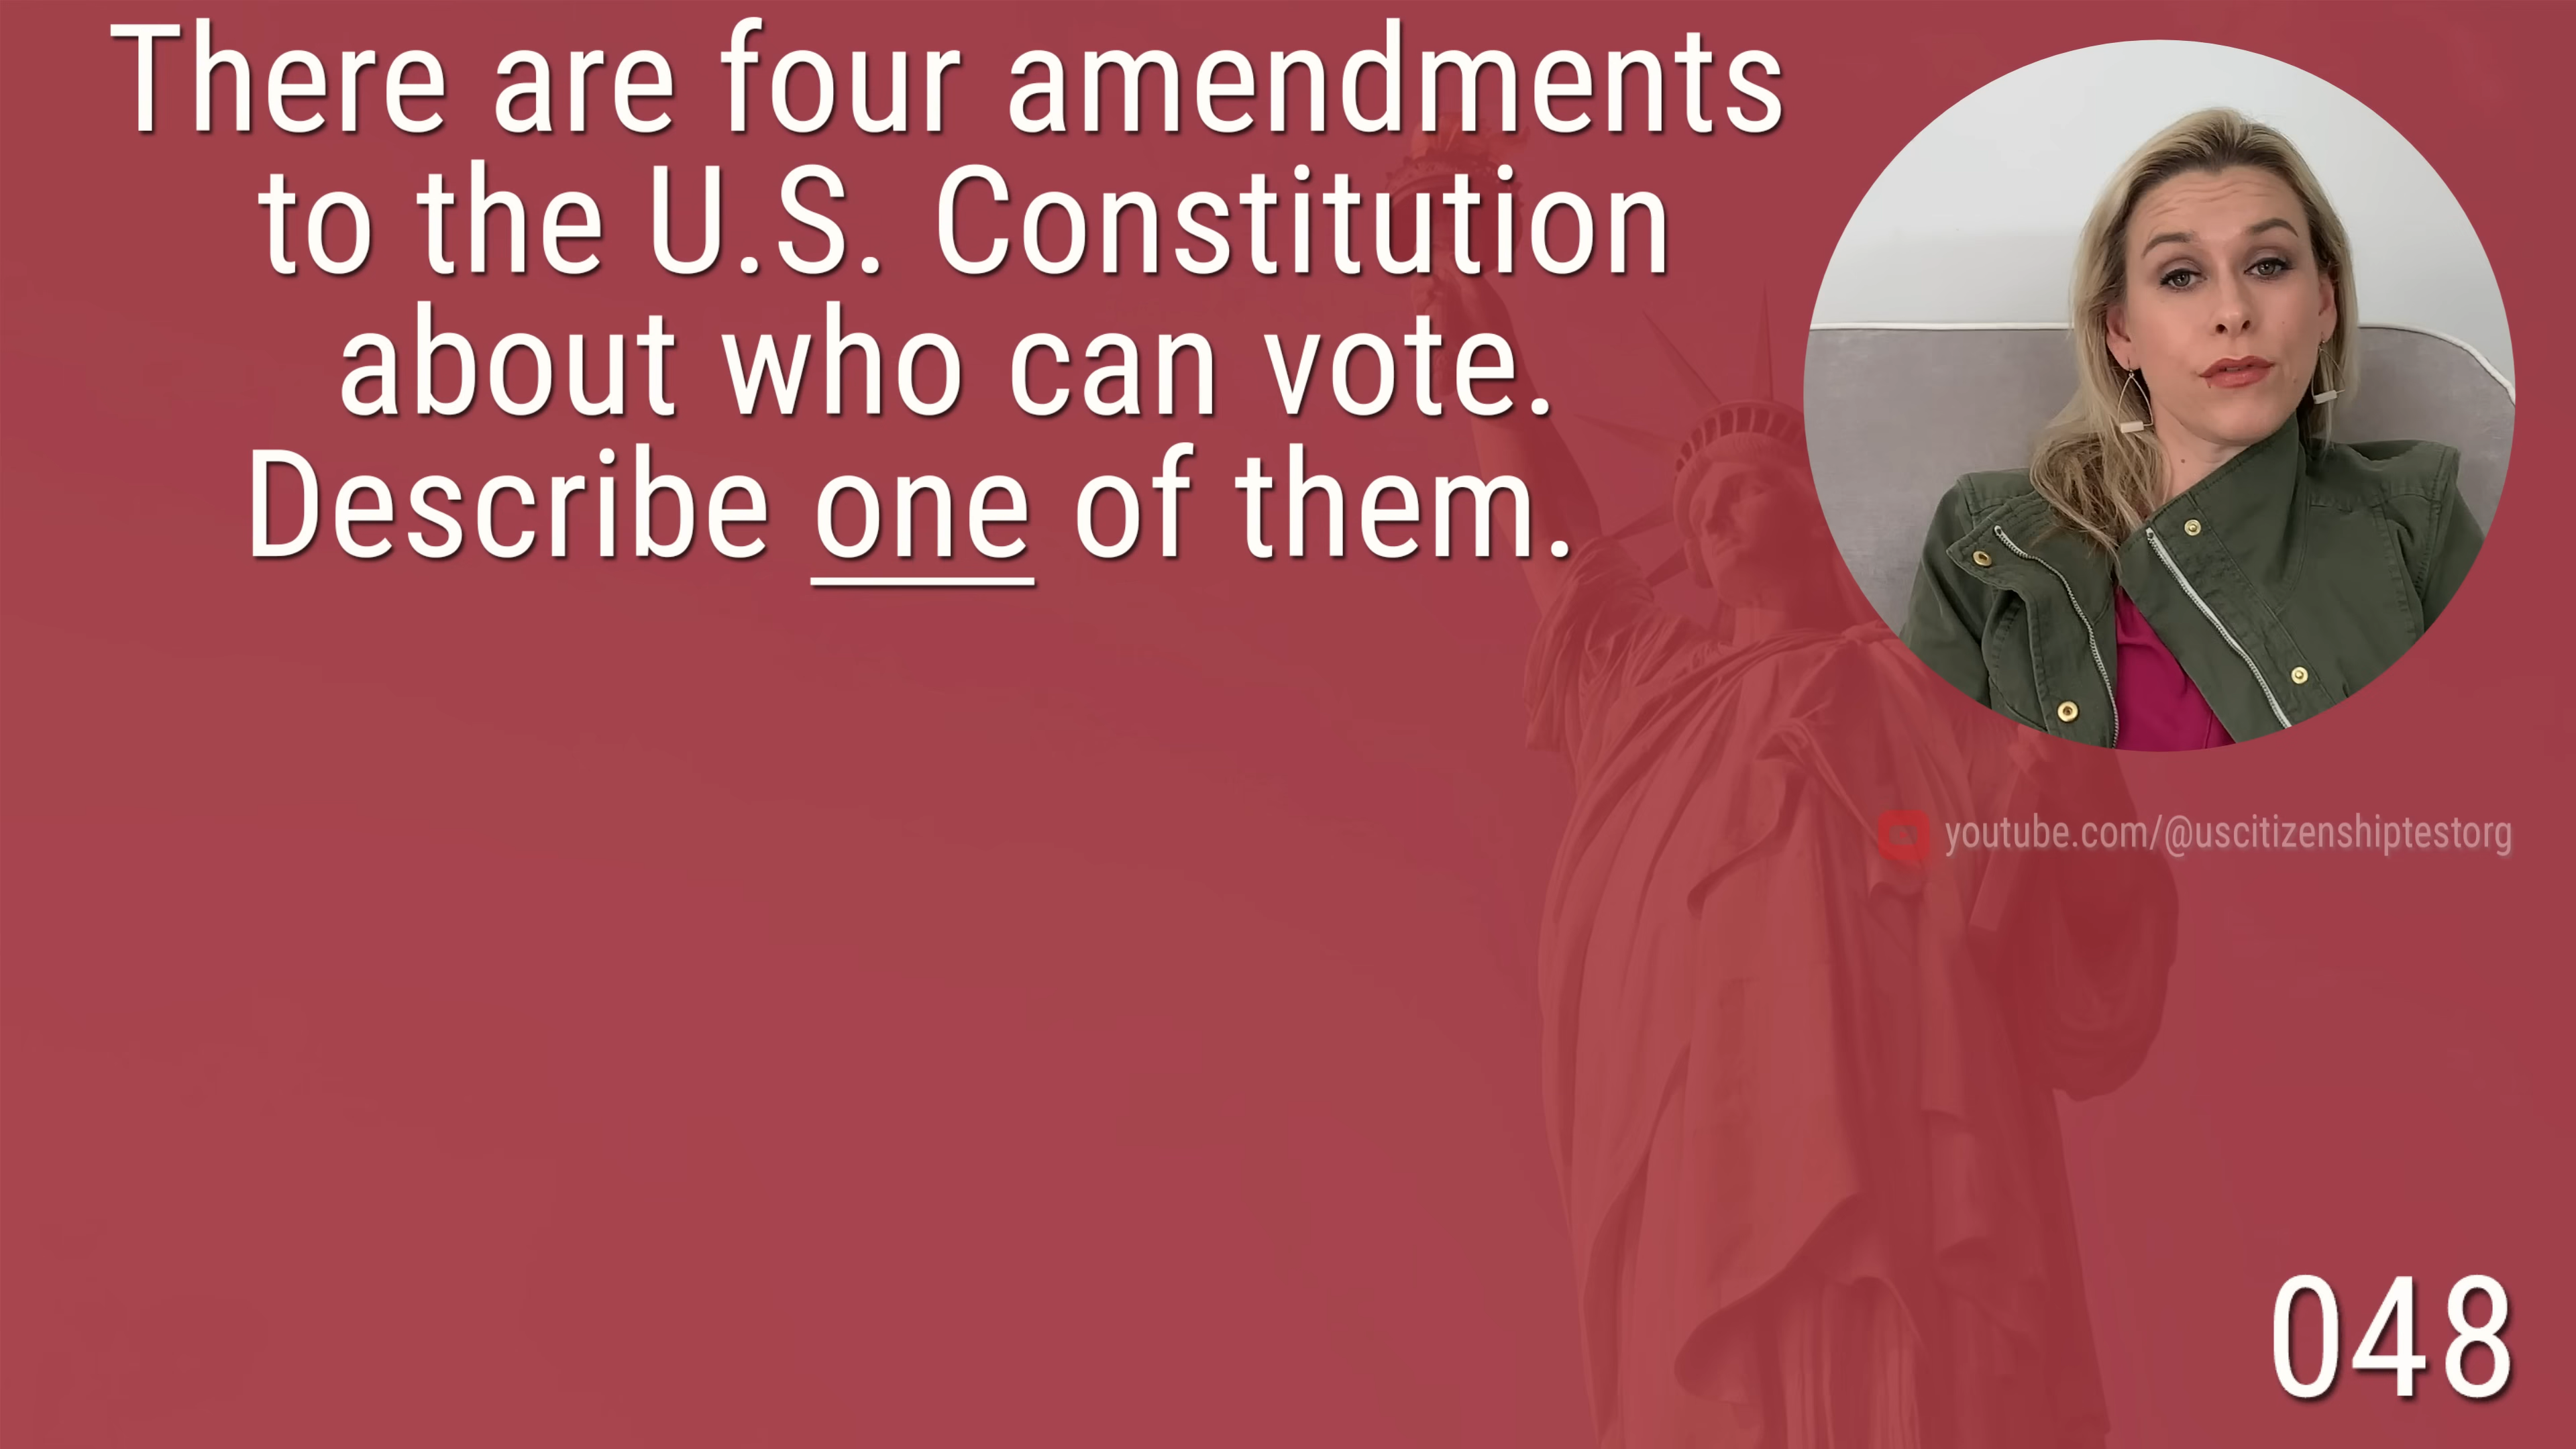 There are four amendments
to the U.S. Constitution
about who can vote.
Describe one of them.
youtube.com/@uscitizenshiptestorg
048